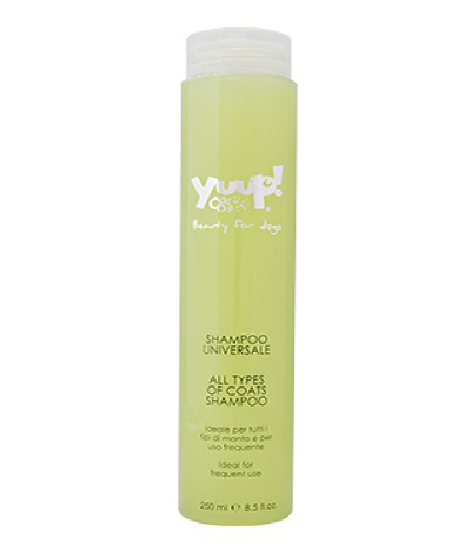 yuup!
®
Beauty for dogs
SHAMPOO
UNIVERSALE
ALL TYPES
OF COATS
SHAMPOO
Ideale per tutti i
tipi di manto e per
uso frequente
Ideal for
frequent use
250 ml e 8.5 fl.oz.